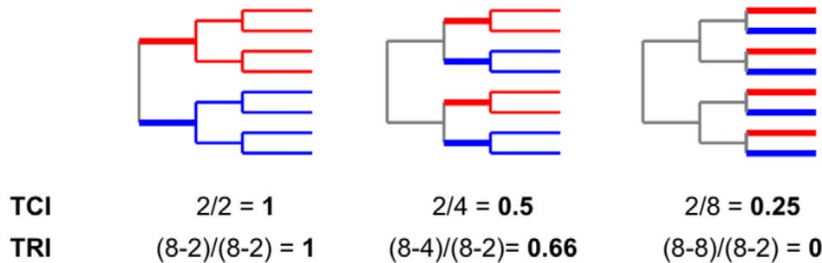 TCI 2/2 = 1 2/4 = 0.5 2/8 = 0.25
TRI (8-2)/(8-2) = 1 (8-4)/(8-2)= 0.66 (8-8)/(8-2) = 0